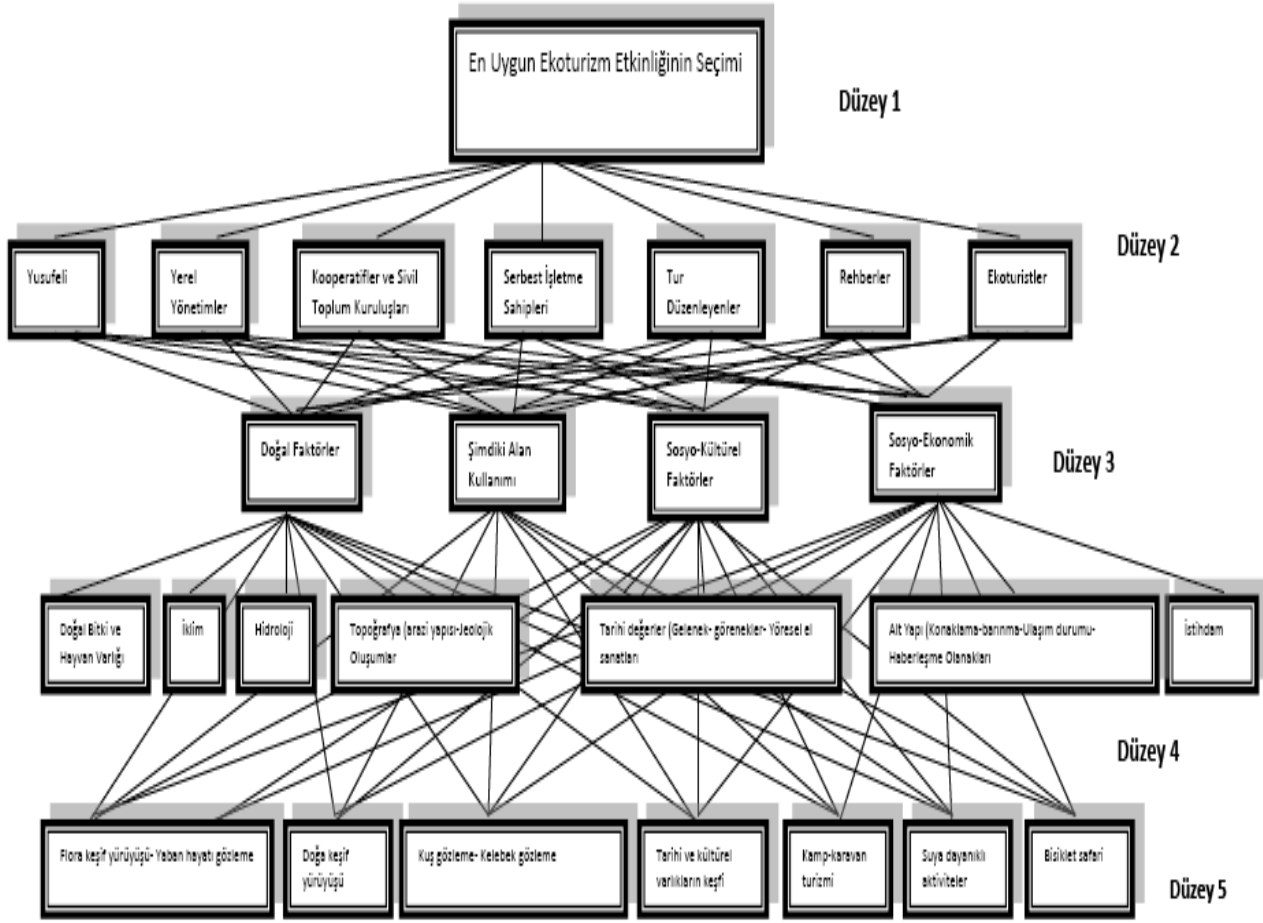 En Uygun Ekoturizm Etkinliğinin Seçimi
Düzey 1
Yusufeli
Yerel
Yönetimler
Kooperatifler ve Sivil
Toplum Kuruluşları
Serbest İşletme
Sahipleri
Tur
Düzenleyenler
Rehberler
Ekoturistler
Düzey 2
Doğal Faktörler
Şimdiki Alan
Kullanımı
Sosyo-Kültürel
Faktörler
Sosyo-Ekonomik
Faktörler
Düzey 3
Doğal Bitki ve
Hayvan Varlığı
İklim
Hidroloji
Topoğrafya (arazi yapısı-Jeolojik
Oluşumlar
Tarihi değerler (Gelenek- görenekler- Yöresel el
sanatları
Alt Yapı (Konaklama-barınma-Ulaşım durumu-
Haberleşme Olanakları
İstihdam
Düzey 4
Flora keşif yürüyüşü- Yaban hayatı gözleme
Doğa keşif
yürüyüşü
Kuş gözleme- Kelebek gözleme
Tarihi ve kültürel
varlıkların keşfi
Kamp-karavan
turizmi
Suya dayanıklı
aktiviteler
Bisiklet safari
Düzey 5